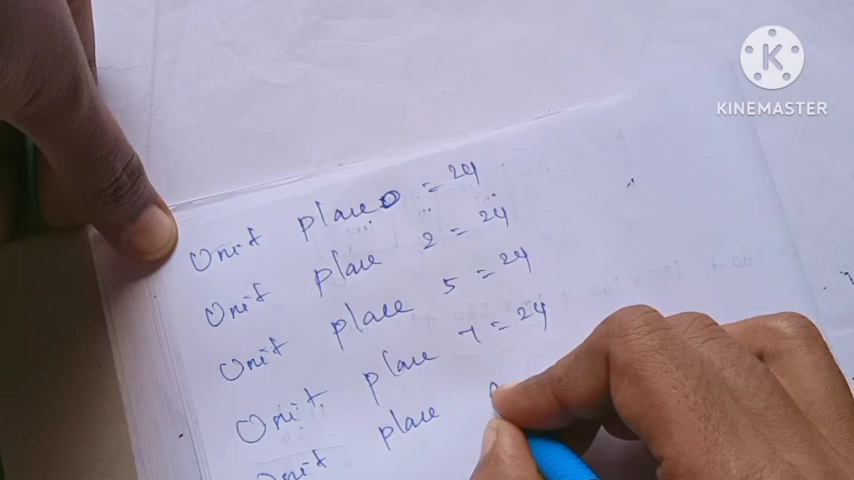 KINEMASTER
Unit place 0 = 24
Unit place 2 = 24
Unit place 5 = 24
Unit place 7 = 24
Unit place